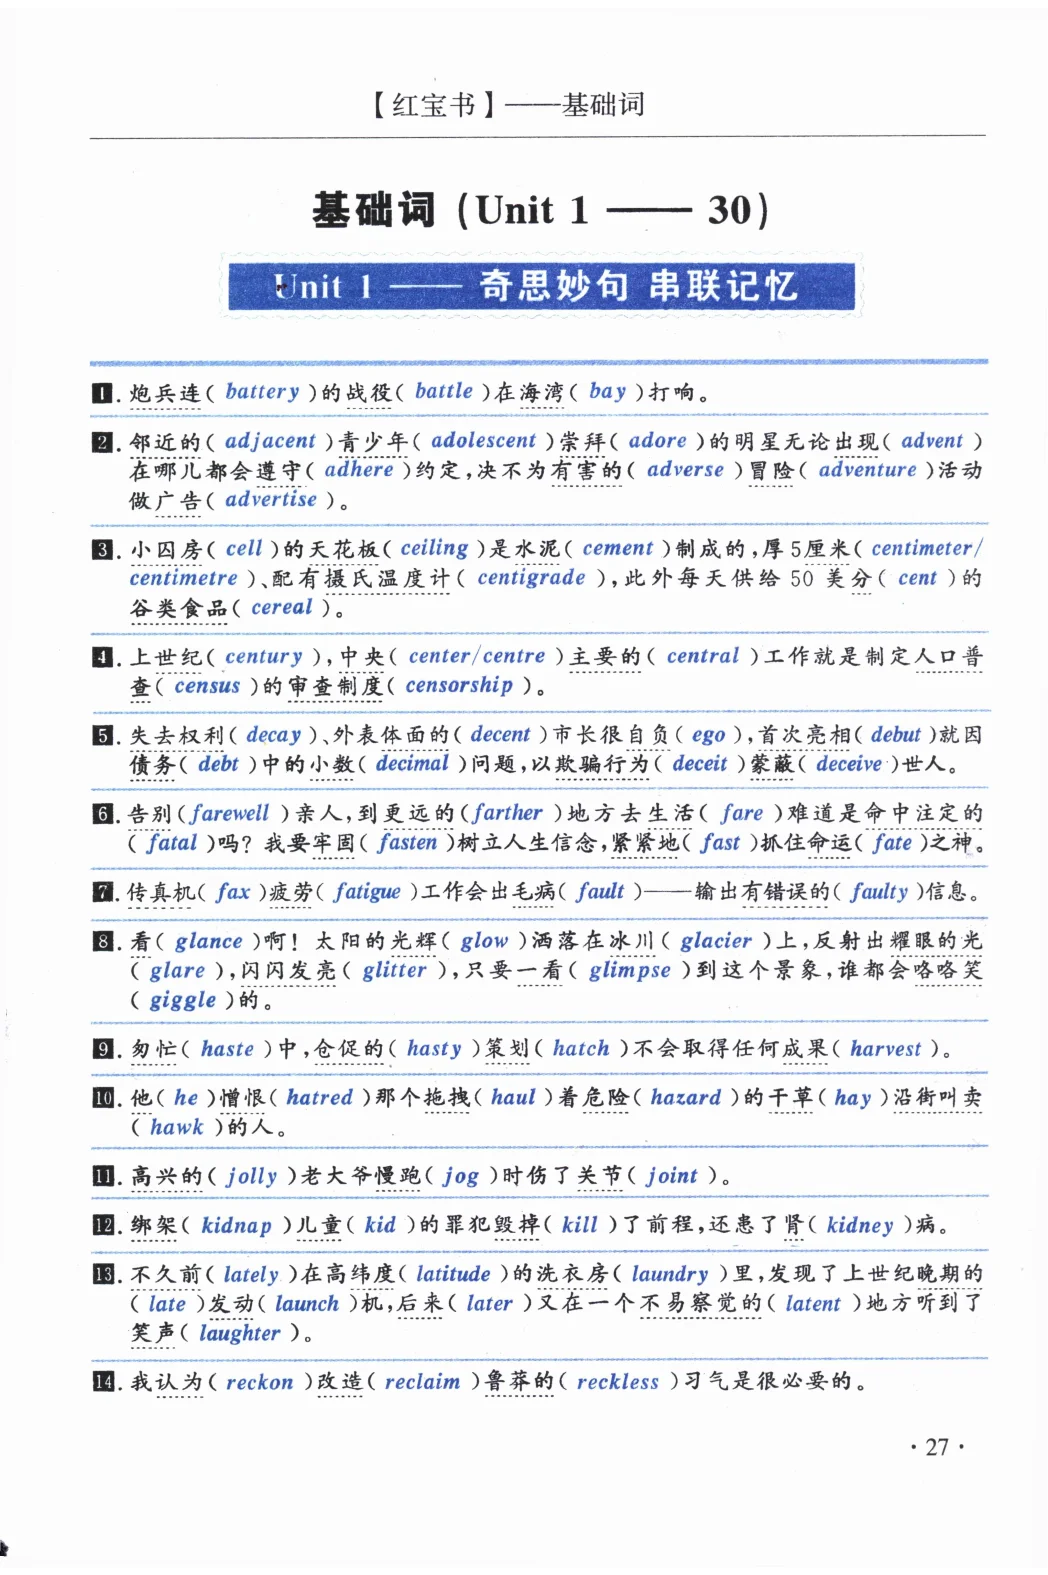 【红宝书】——基础词
基础词(Unit 1 —— 30)
Unit 1 —— 奇思妙句 串联记忆
1. 炮兵连( battery )的战役( battle )在海湾( bay )打响。
2. 邻近的( adjacent )青少年( adolescent )崇拜( adore )的明星无论出现( advent )
在哪儿都会遵守( adhere )约定,决不为有害的( adverse )冒险( adventure )活动
做广告( advertise )。
3. 小囚房( cell )的天花板( ceiling )是水泥( cement )制成的,厚5厘米( centimeter/
centimetre )、配有摄氏温度计( centigrade ),此外每天供给 50 美分( cent )的
谷类食品( cereal )。
4. 上世纪( century ),中央( center/centre )主要的( central )工作就是制定人口普
查( census )的审查制度( censorship )。
5. 失去权利( decay )、外表体面的( decent )市长很自负( ego ),首次亮相( debut )就因
债务( debt )中的小数( decimal )问题,以欺骗行为( deceit )蒙蔽( deceive )世人。
6. 告别(farewell )亲人,到更远的(farther )地方去生活( fare )难道是命中注定的
( fatal )吗? 我要牢固( fasten )树立人生信念,紧紧地( fast )抓住命运( fate )之神。
7. 传真机( fax )疲劳( fatigue )工作会出毛病( fault )——输出有错误的( faulty )信息。
8. 看( glance )啊! 太阳的光辉( glow )洒落在冰川( glacier )上,反射出耀眼的光
( glare ),闪闪发亮( glitter ),只要一看( glimpse )到这个景象,谁都会咯咯笑
( giggle )的。
9. 匆忙( haste )中,仓促的( hasty )策划( hatch )不会取得任何成果( harvest )。
10. 他( he )憎恨( hatred )那个拖拽( haul )着危险( hazard )的干草( hay )沿街叫卖
( hawk )的人。
11. 高兴的( jolly )老大爷慢跑( jog )时伤了关节( joint )。
12. 绑架( kidnap )儿童( kid )的罪犯毁掉( kill )了前程,还患了肾( kidney )病。
13. 不久前( lately )在高纬度( latitude )的洗衣房( laundry )里,发现了上世纪晚期的
( late )发动( launch )机,后来( later )又在一个不易察觉的( latent )地方听到了
笑声( laughter )。
14. 我认为( reckon )改造( reclaim )鲁莽的( reckless )习气是很必要的。
· 27 ·